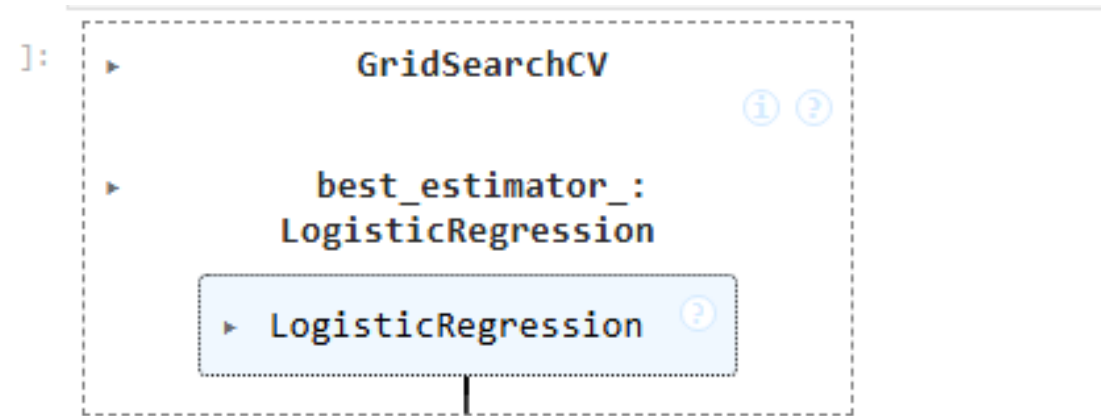 ]:
▸ GridSearchCV
i ?
▸ best_estimator_:
LogisticRegression
▸ LogisticRegression ?